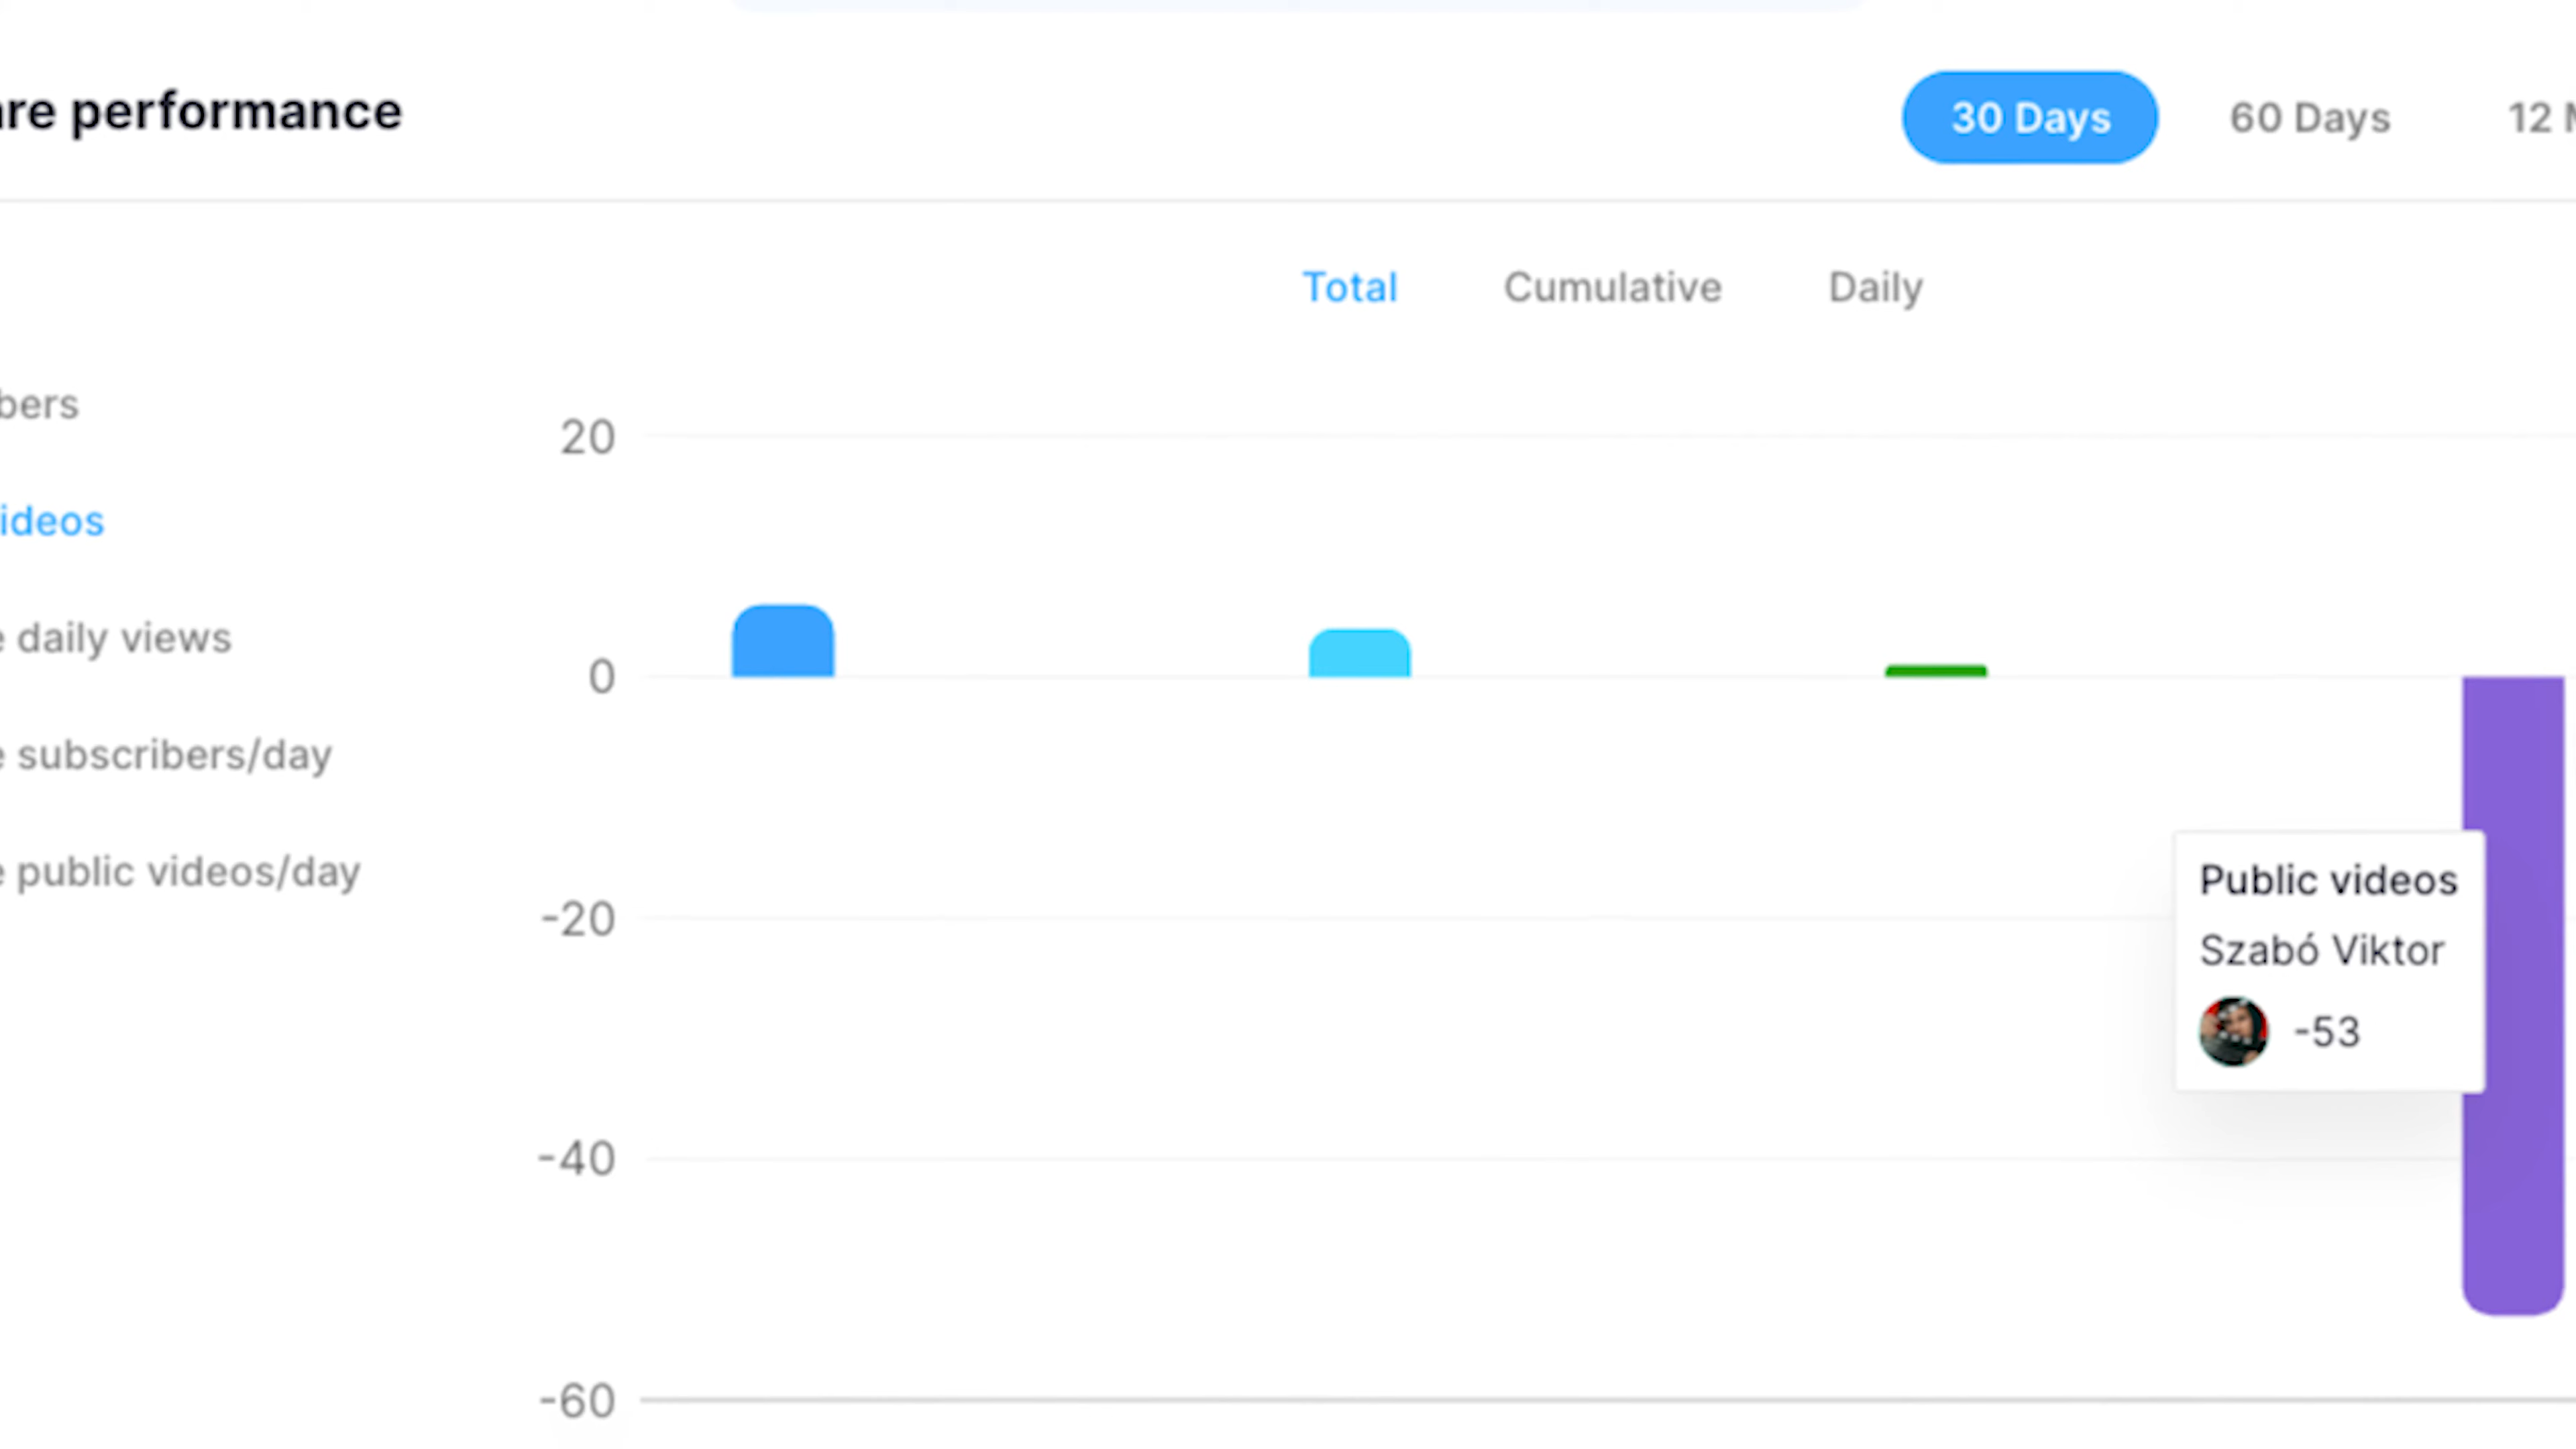 are performance
30 Days
60 Days
12
Total
Cumulative
Daily
bers
ideos
daily views
subscribers/day
public videos/day
20
0
-20
-40
-60
Public videos
Szabó Viktor
-53